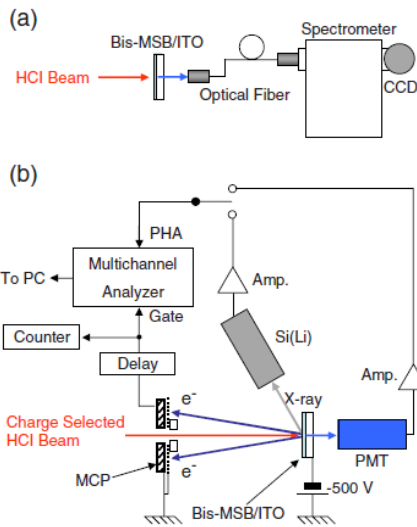 (a)
Spectrometer
Bis-MSB/ITO
HCI Beam
Optical Fiber
CCD
(b)
PHA
To PC
Multichannel
Analyzer
Amp.
Gate
Si(Li)
Counter
Delay
X-ray
Amp.
e-
Charge Selected
HCI Beam
e-
MCP
PMT
-500 V
Bis-MSB/ITO